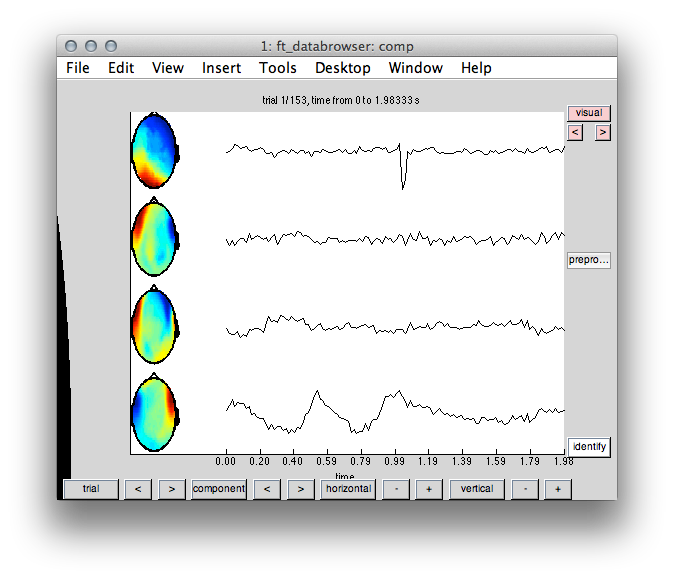 1: ft_databrowser: comp
File Edit View Insert Tools Desktop Window Help
trial 1/153, time from 0 to 1.98333 s
visual
< >
prepro...
identify
0.00 0.20 0.40 0.59 0.79 0.99 1.19 1.39 1.59 1.79 1.98
time
trial < > component < > horizontal - + vertical - +